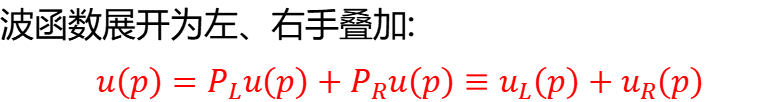 波函数展开为左、右手叠加:
u(p) = P_L u(p) + P_R u(p) ≡ u_L(p) + u_R(p)